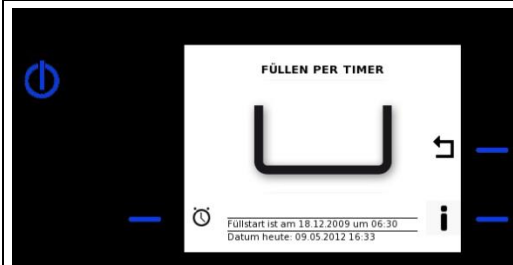 FÜLLEN PER TIMER
Füllstart ist am 18.12.2009 um 06:30
Datum heute: 09.05.2012 16:33